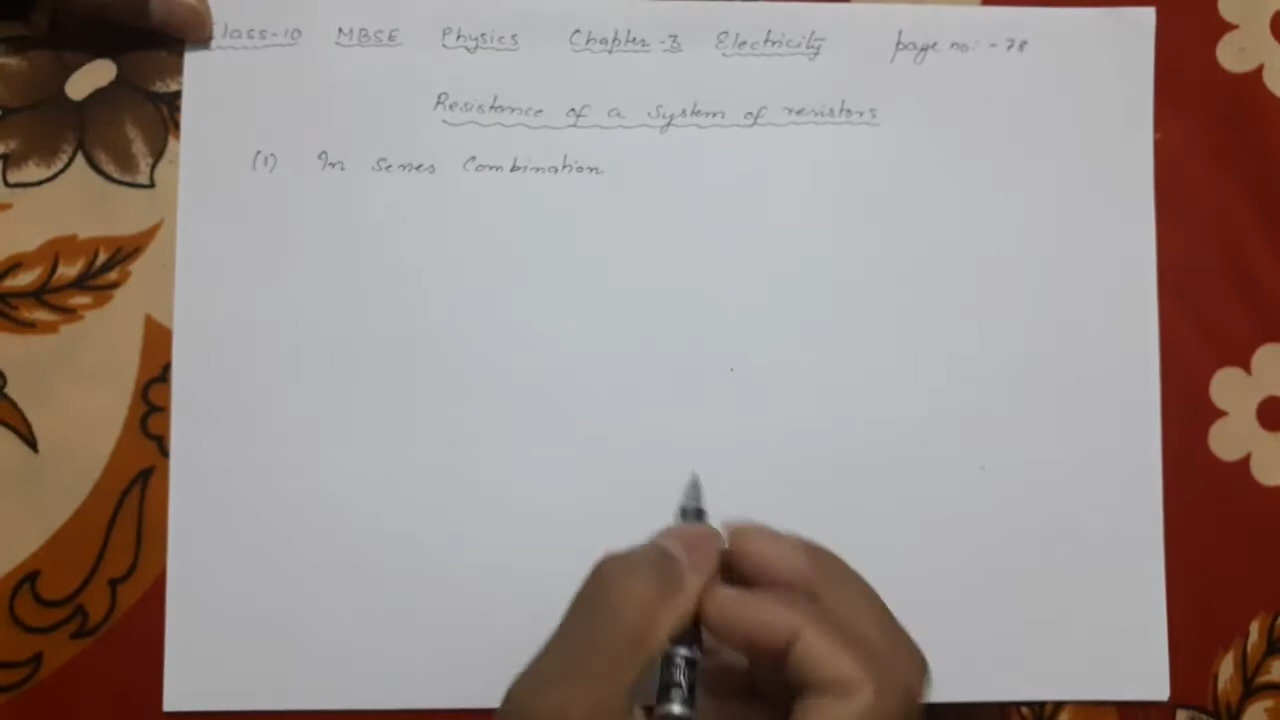 Class-10 MBSE Physics Chapter-3 Electricity page no:-78
Resistance of a System of resistors
(1) In Series Combination